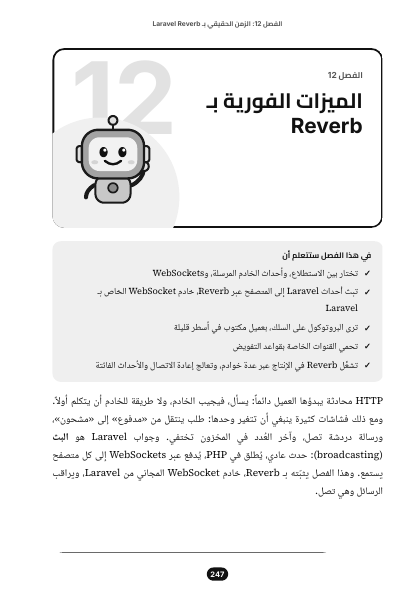 الفصل 12: الزمن الحقيقي بـ Laravel Reverb
12
الفصل 12
الميزات الفورية بـ
Reverb
في هذا الفصل ستتعلم أن
✓ تختار بين الاستطلاع، وأحداث الخادم المرسلة، وWebSockets
✓ تبث أحداث Laravel إلى المتصفح عبر Reverb، خادم WebSocket الخاص بـ
Laravel
✓ ترى البروتوكول على السلك، بعميل مكتوب في أسطر قليلة
✓ تحمي القنوات الخاصة بقواعد التفويض
✓ تشغّل Reverb في الإنتاج عبر عدة خوادم، وتعالج إعادة الاتصال والأحداث الفائتة
HTTP محادثة يبدؤها العميل دائماً: يسأل، فيجيب الخادم، ولا طريقة للخادم أن يتكلم أولاً.
ومع ذلك فشاشات كثيرة ينبغي أن تتغير وحدها: طلب ينتقل من «مدفوع» إلى «مشحون»،
ورسالة دردشة تصل، وآخر العُدد في المخزون تختفي. وجواب Laravel هو البث
(broadcasting): حدث عادي، يُطلق في PHP، يُدفع عبر WebSockets إلى كل متصفح
يستمع. وهذا الفصل يثبّته بـ Reverb، خادم WebSocket المجاني من Laravel، ويراقب
الرسائل وهي تصل.
247